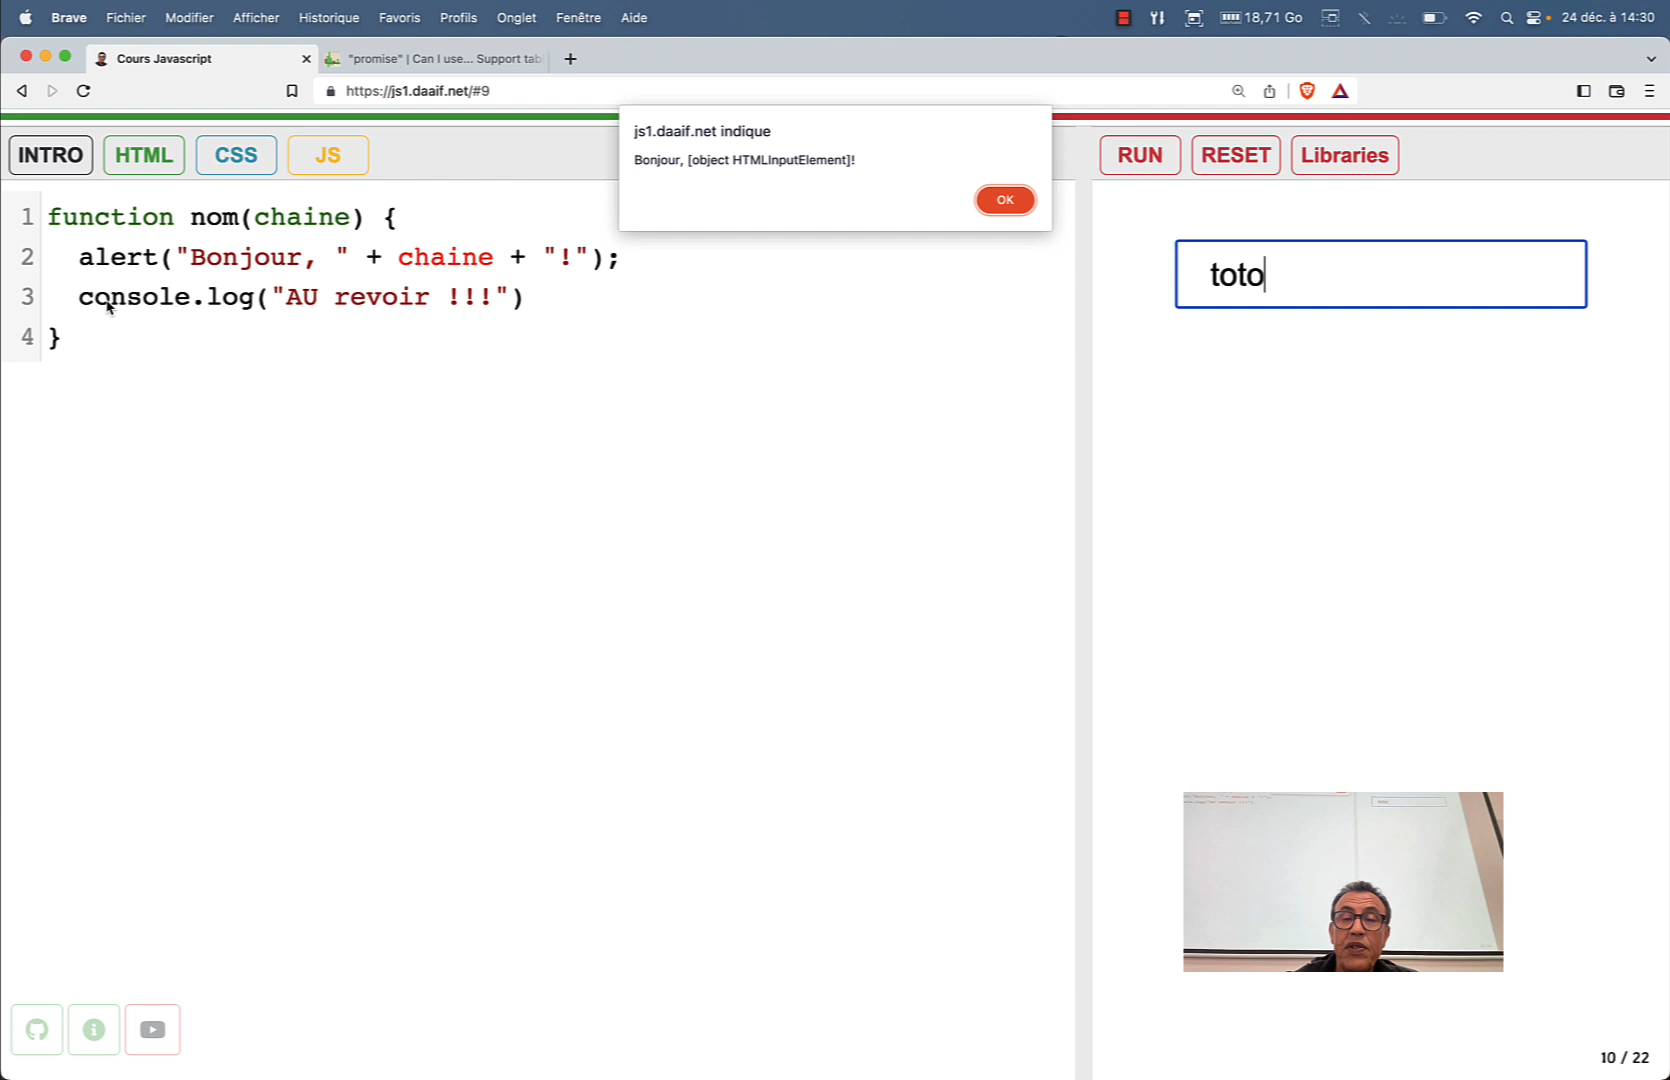 Brave Fichier Modifier Afficher Historique Favoris Profils Onglet Fenêtre Aide 18,71 Go 24 déc. à 14:30
Cours Javascript "promise" | Can I use... Support tab
https://js1.daaif.net/#9
js1.daaif.net indique
Bonjour, [object HTMLInputElement]!
OK
INTRO HTML CSS JS RUN RESET Libraries
1 function nom(chaine) {
2 alert("Bonjour, " + chaine + "!");
3 console.log("AU revoir !!!")
4 }
toto
10 / 22